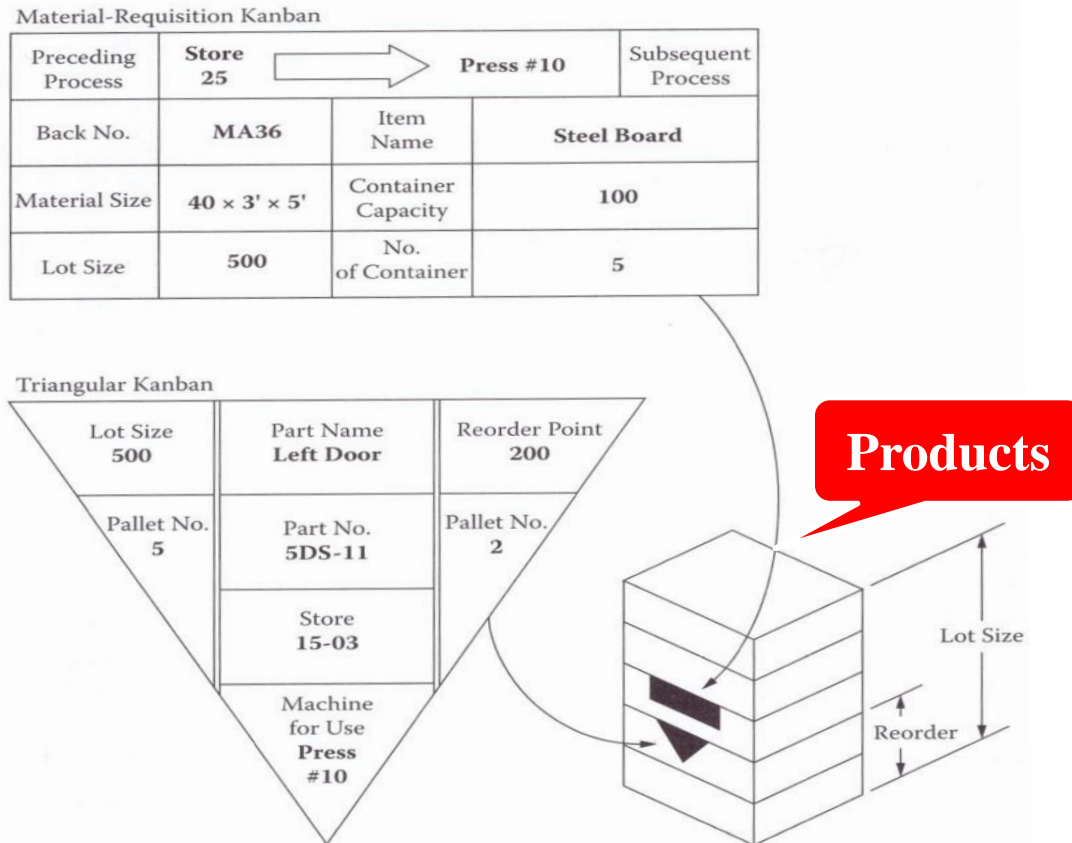 Material-Requisition Kanban
Preceding
Process
Store
25
Press #10
Subsequent
Process
Back No.
MA36
Item
Name
Steel Board
Material Size
40 × 3' × 5'
Container
Capacity
100
Lot Size
500
No.
of Container
5
Triangular Kanban
Lot Size
500
Part Name
Left Door
Reorder Point
200
Products
Pallet No.
5
Part No.
5DS-11
Pallet No.
2
Store
15-03
Machine
for Use
Press
#10
Lot Size
Reorder